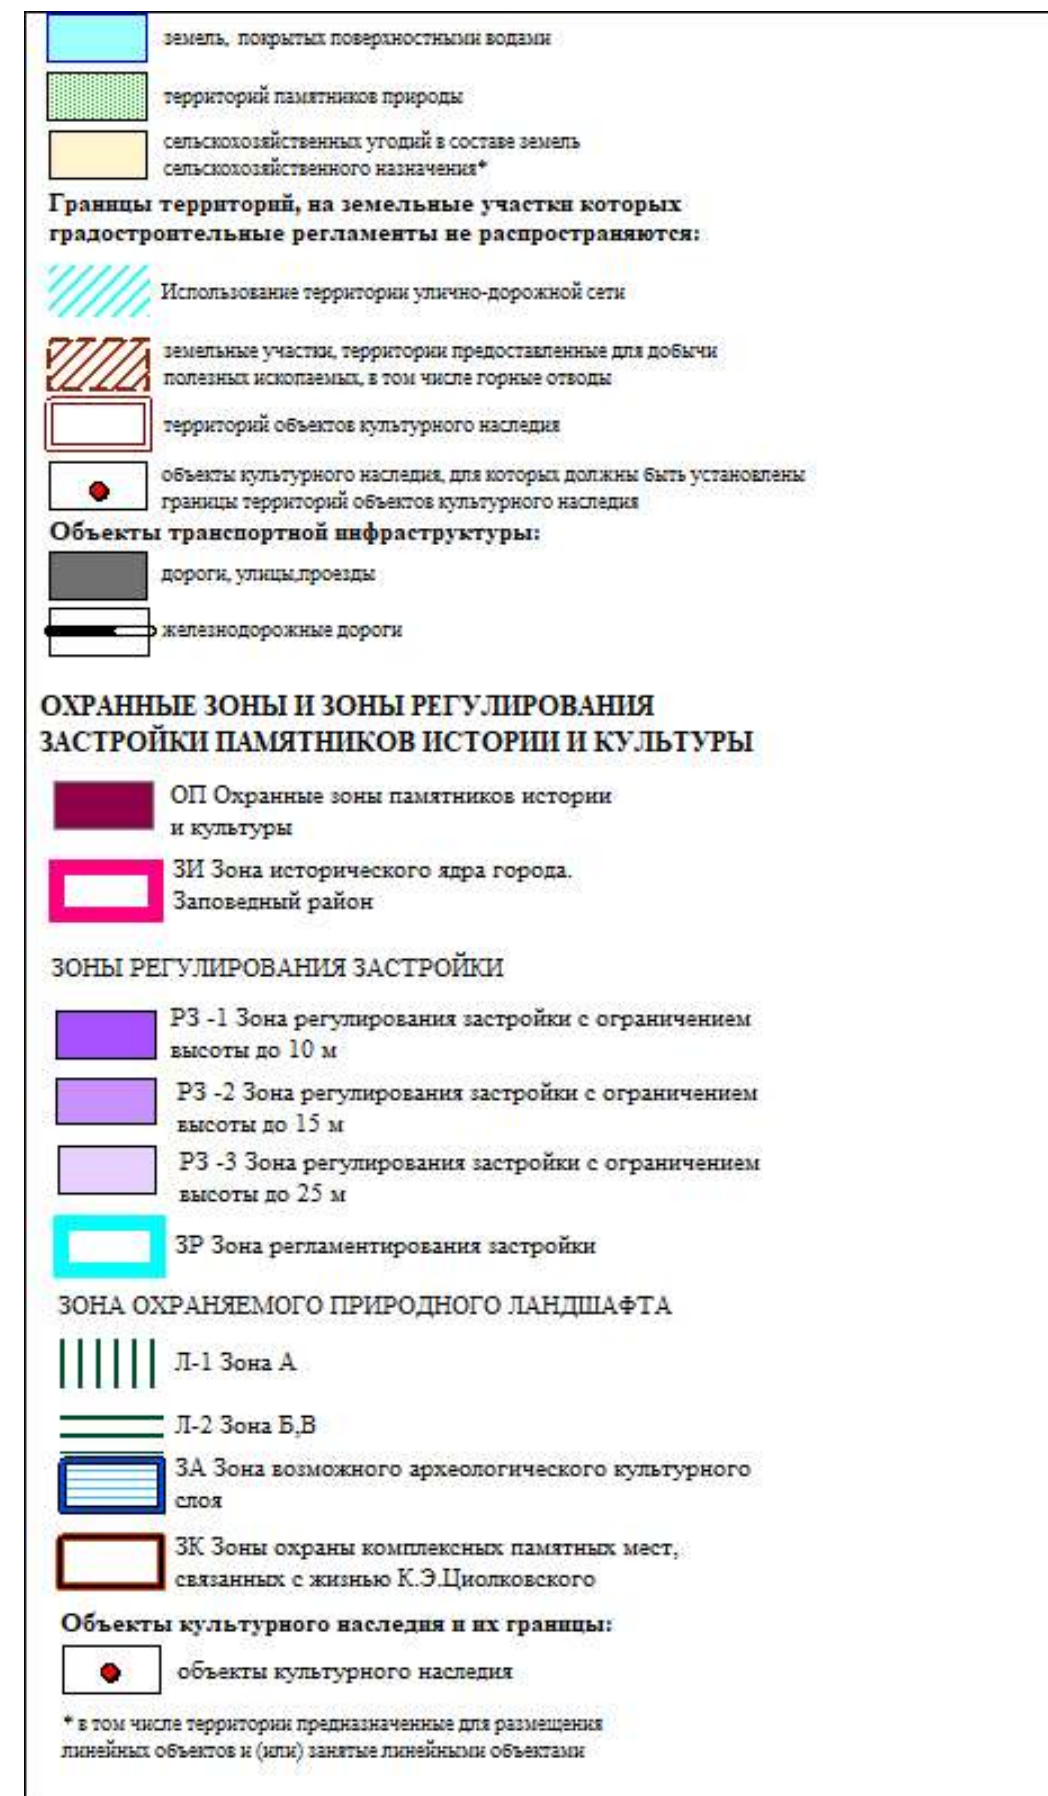 земель, покрытых поверхностными водами
территорий памятников природы
сельскохозяйственных угодий в составе земель
сельскохозяйственного назначения*
Границы территорий, на земельные участки которых
градостроительные регламенты не распространяются:
Использование территории улично-дорожной сети
земельные участки, территории предоставленные для добычи
полезных ископаемых, в том числе горные отводы
территорий объектов культурного наследия
объекты культурного наследия, для которых должны быть установлены
границы территорий объектов культурного наследия
Объекты транспортной инфраструктуры:
дороги, улицы,проезды
железнодорожные дороги
ОХРАННЫЕ ЗОНЫ И ЗОНЫ РЕГУЛИРОВАНИЯ
ЗАСТРОЙКИ ПАМЯТНИКОВ ИСТОРИИ И КУЛЬТУРЫ
ОП Охранные зоны памятников истории
и культуры
ЗИ Зона исторического ядра города.
Заповедный район
ЗОНЫ РЕГУЛИРОВАНИЯ ЗАСТРОЙКИ
РЗ -1 Зона регулирования застройки с ограничением
высоты до 10 м
РЗ -2 Зона регулирования застройки с ограничением
высоты до 15 м
РЗ -3 Зона регулирования застройки с ограничением
высоты до 25 м
ЗР Зона регламентирования застройки
ЗОНА ОХРАНЯЕМОГО ПРИРОДНОГО ЛАНДШАФТА
Л-1 Зона А
Л-2 Зона Б,В
ЗА Зона возможного археологического культурного
слоя
ЗК Зоны охраны комплексных памятных мест,
связанных с жизнью К.Э.Циолковского
Объекты культурного наследия и их границы:
объекты культурного наследия
* в том числе территории предназначенные для размещения
линейных объектов и (или) занятые линейными объектами